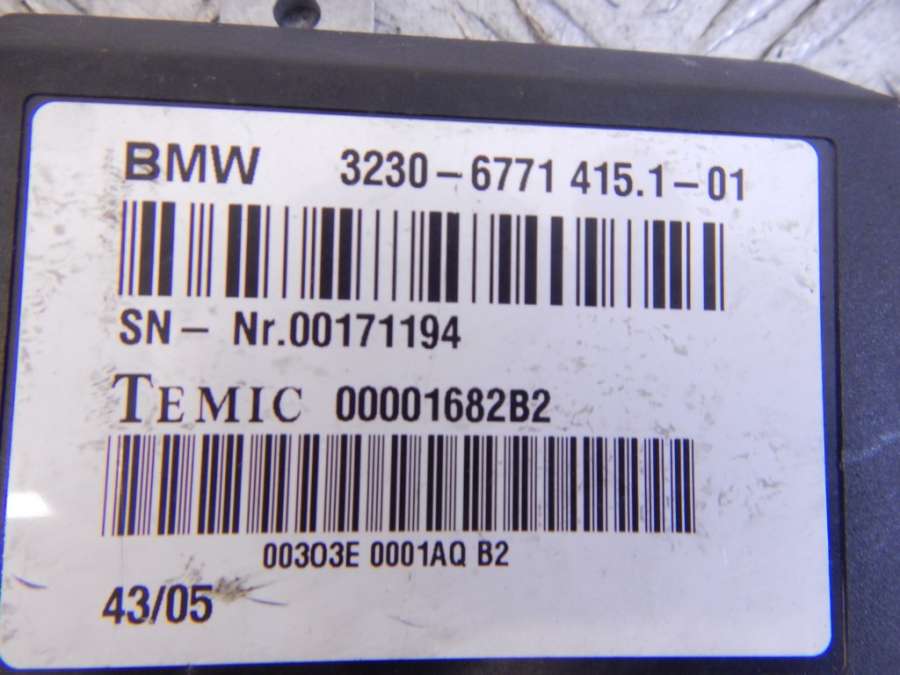 BMW 3230-6771 415.1-01
SN- Nr.00171194
TEMIC 00001682B2
00303E 0001AQ B2
43/05